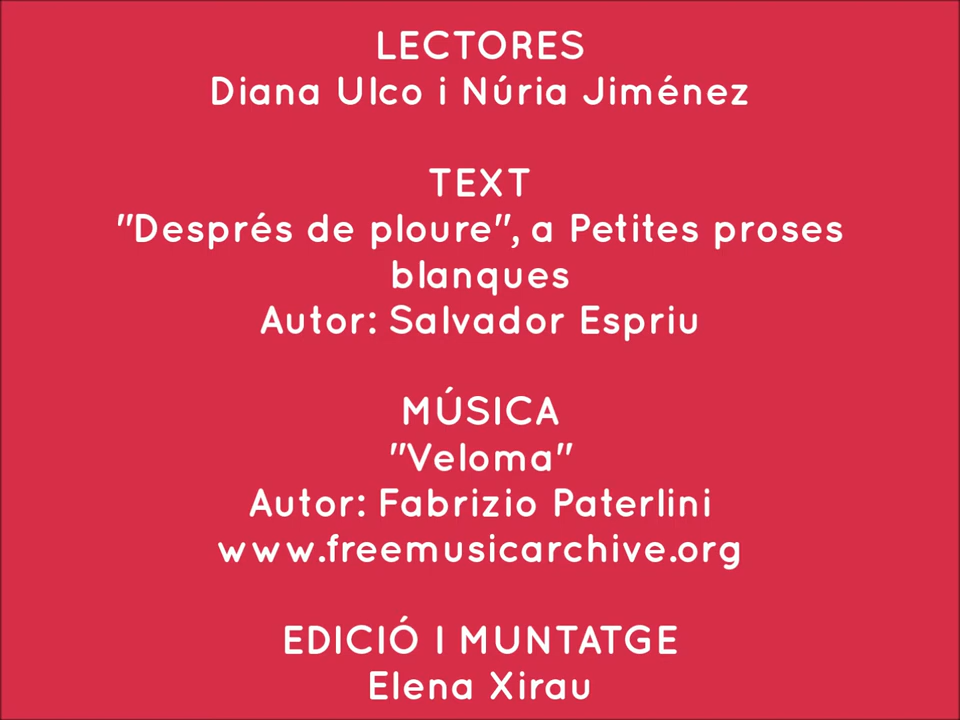 LECTORES
Diana Ulco i Núria Jiménez
TEXT
"Després de ploure", a Petites proses
blanques
Autor: Salvador Espriu
MÚSICA
"Veloma"
Autor: Fabrizio Paterlini
www.freemusicarchive.org
EDICIÓ I MUNTATGE
Elena Xirau